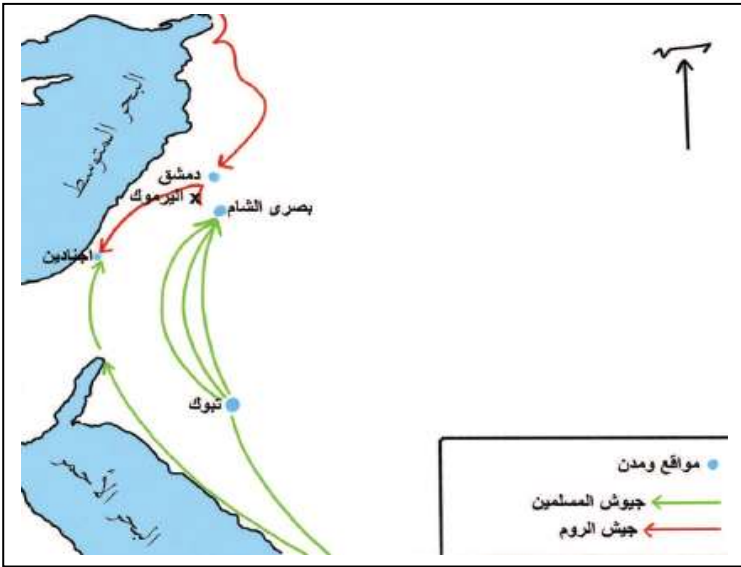 البحر المتوسط
دمشق
اليرموك x
بصرى الشام
اجنادين
تبوك
البحر الأحمر
مواقع ومدن
جيوش المسلمين
جيش الروم